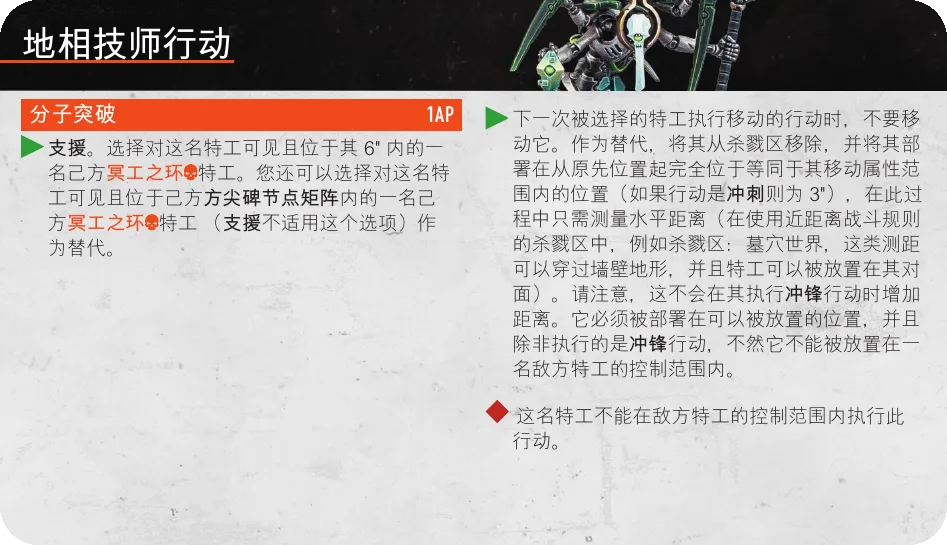 地相技师行动
分子突破
1AP
支援。选择对这名特工可见且位于其 6" 内的一
名己方冥工之环特工。您还可以选择对这名特
工可见且位于己方方尖碑节点矩阵内的一名己
方冥工之环特工 （支援不适用这个选项）作
为替代。
下一次被选择的特工执行移动的行动时，不要移
动它。作为替代，将其从杀戮区移除，并将其部
署在从原先位置起完全位于等同于其移动属性范
围内的位置（如果行动是冲刺则为 3"），在此过
程中只需测量水平距离（在使用近距离战斗规则
的杀戮区中，例如杀戮区：墓穴世界，这类测距
可以穿过墙壁地形，并且特工可以被放置在其对
面）。请注意，这不会在其执行冲锋行动时增加
距离。它必须被部署在可以被放置的位置，并且
除非执行的是冲锋行动，不然它不能被放置在一
名敌方特工的控制范围内。
这名特工不能在敌方特工的控制范围内执行此
行动。